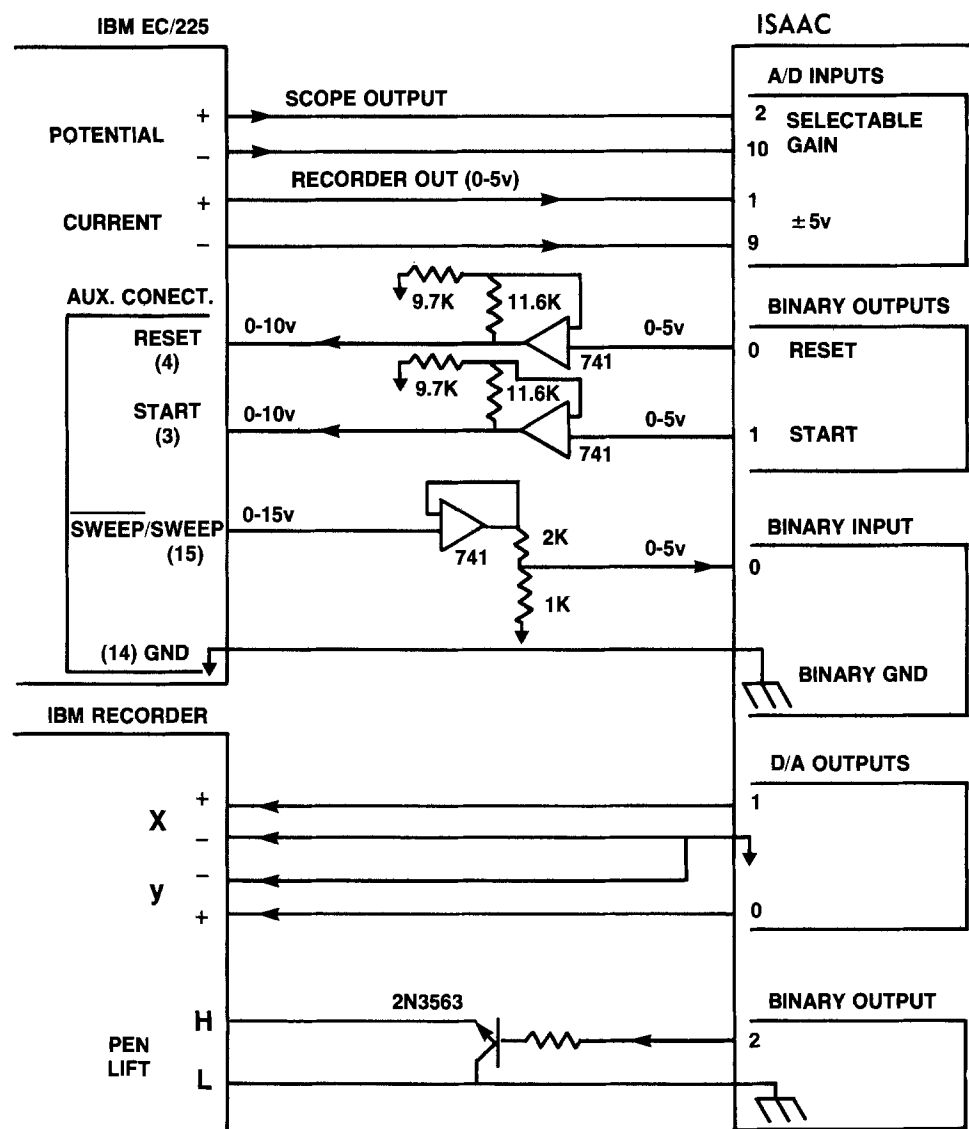 IBM EC/225
ISAAC
A/D INPUTS
SCOPE OUTPUT
+
2
SELECTABLE
GAIN
POTENTIAL
−
10
RECORDER OUT (0-5v)
+
1
CURRENT
± 5v
−
9
AUX. CONECT.
9.7K
11.6K
BINARY OUTPUTS
RESET
(4)
0-10v
741
0-5v
0
RESET
9.7K
11.6K
START
(3)
0-10v
741
0-5v
1
START
SWEEP/SWEEP
(15)
0-15v
741
2K
BINARY INPUT
0-5v
0
1K
(14) GND
BINARY GND
IBM RECORDER
D/A OUTPUTS
X
+
1
−
y
−
+
0
2N3563
BINARY OUTPUT
H
2
PEN
LIFT
L